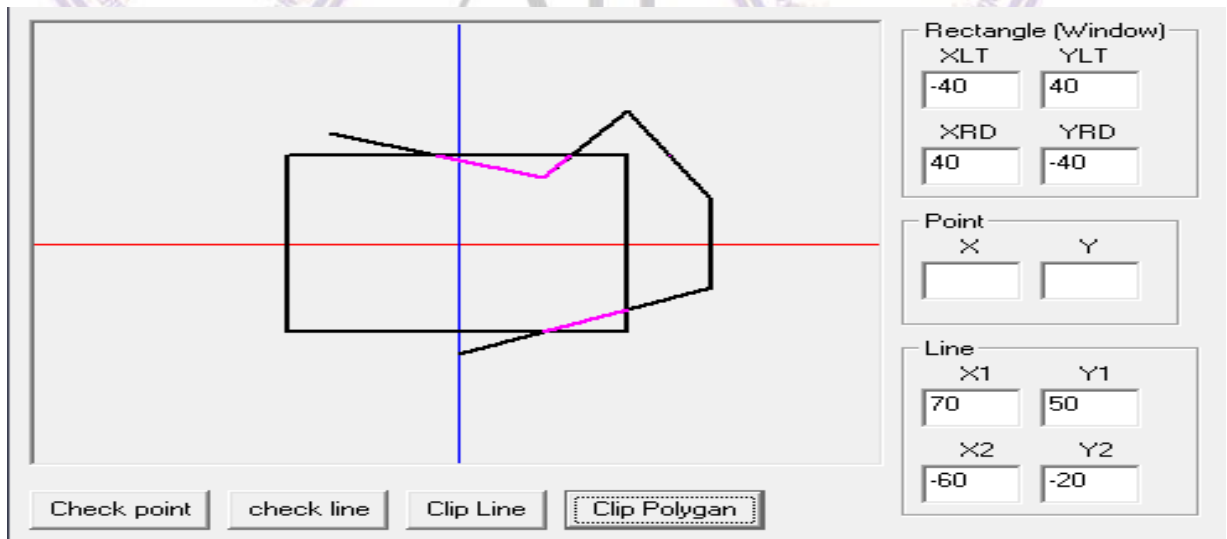 Rectangle (Window)
XLT YLT
-40 40
XRD YRD
40 -40
Point
X Y
Line
X1 Y1
70 50
X2 Y2
-60 -20
Check point check line Clip Line Clip Polygan